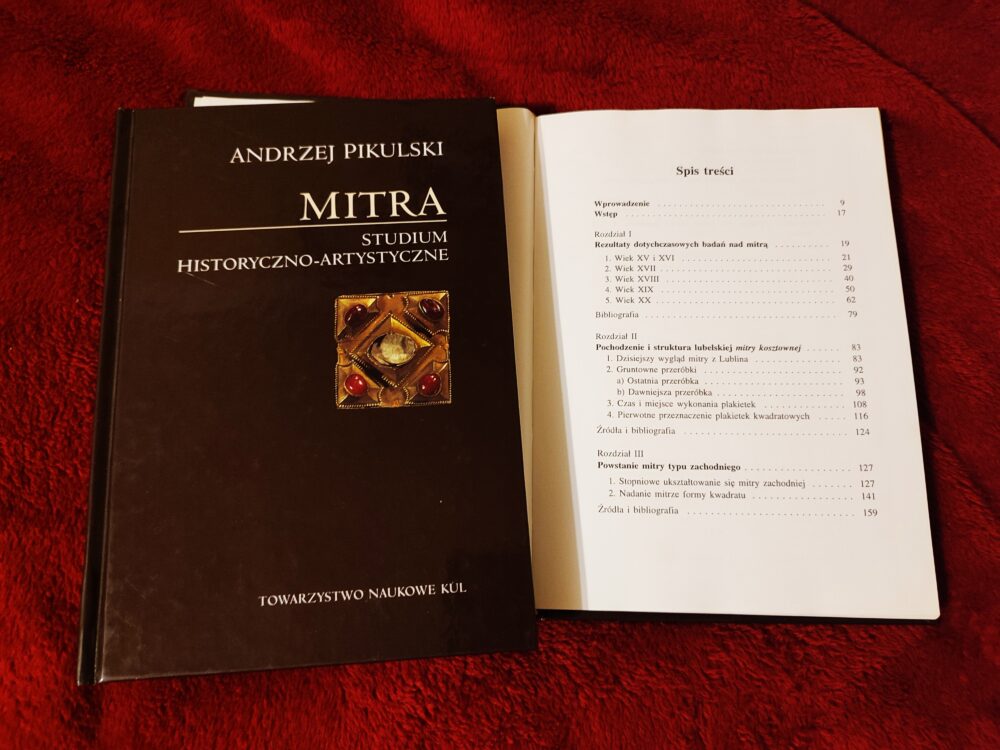 ANDRZEJ PIKULSKI
MITRA
STUDIUM
HISTORYCZNO-ARTYSTYCZNE
TOWARZYSTWO NAUKOWE KUL
Spis treści
Wprowadzenie . . . . . . . . . . . . . . . . . . . . . . . . . . . . 9
Wstęp . . . . . . . . . . . . . . . . . . . . . . . . . . . . 17
Rozdział I
Rezultaty dotychczasowych badań nad mitrą . . . . . . . . . . 19
1. Wiek XV i XVI . . . . . . . . . . . . . . . . . . . . . . . . 21
2. Wiek XVII . . . . . . . . . . . . . . . . . . . . . . . . 29
3. Wiek XVIII . . . . . . . . . . . . . . . . . . . . . . . . 40
4. Wiek XIX . . . . . . . . . . . . . . . . . . . . . . . . 50
5. Wiek XX . . . . . . . . . . . . . . . . . . . . . . . . 62
Bibliografia . . . . . . . . . . . . . . . . . . . . . . . . 79
Rozdział II
Pochodzenie i struktura lubelskiej mitry kosztownej . . . . . . . 83
1. Dzisiejszy wygląd mitry z Lublina . . . . . . . . . . . . . . 83
2. Gruntowne przeróbki . . . . . . . . . . . . . . . . . . 92
a) Ostatnia przeróbka . . . . . . . . . . . . . . . . . . 93
b) Dawniejsza przeróbka . . . . . . . . . . . . . . . . 98
3. Czas i miejsce wykonania plakietek . . . . . . . . . . . . 108
4. Pierwotne przeznaczenie plakietek kwadratowych . . . . . . 116
Źródła i bibliografia . . . . . . . . . . . . . . . . . . . . 124
Rozdział III
Powstanie mitry typu zachodniego . . . . . . . . . . . . . . . 127
1. Stopniowe ukształtowanie się mitry zachodniej . . . . . . . 127
2. Nadanie mitrze formy kwadratu . . . . . . . . . . . . . . 141
Źródła i bibliografia . . . . . . . . . . . . . . . . . . . . 159